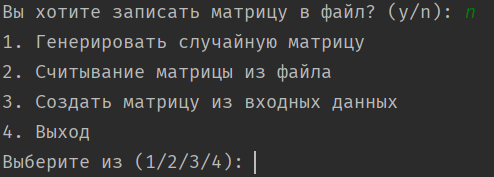 Вы хотите записать матрицу в файл? (y/n): n
1. Генерировать случайную матрицу
2. Считывание матрицы из файла
3. Создать матрицу из входных данных
4. Выход
Выберите из (1/2/3/4):